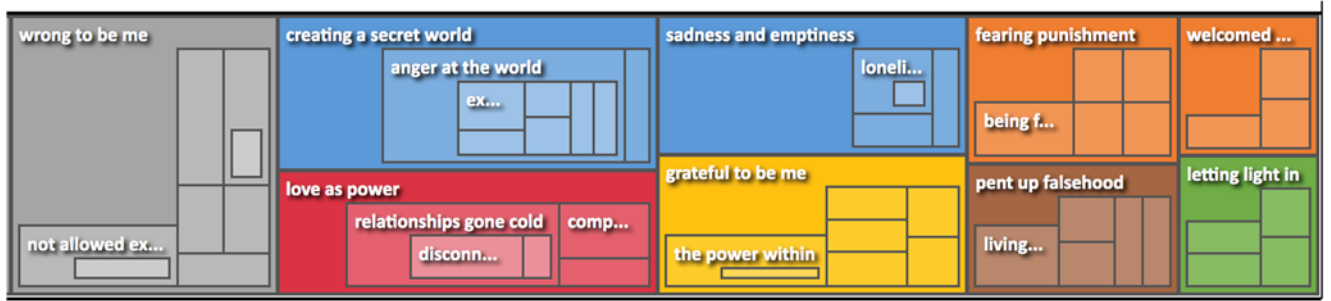 wrong to be me
not allowed ex...
creating a secret world
anger at the world
ex...
love as power
relationships gone cold
comp...
disconn...
sadness and emptiness
loneli...
grateful to be me
the power within
fearing punishment
being f...
pent up falsehood
living...
welcomed ...
letting light in